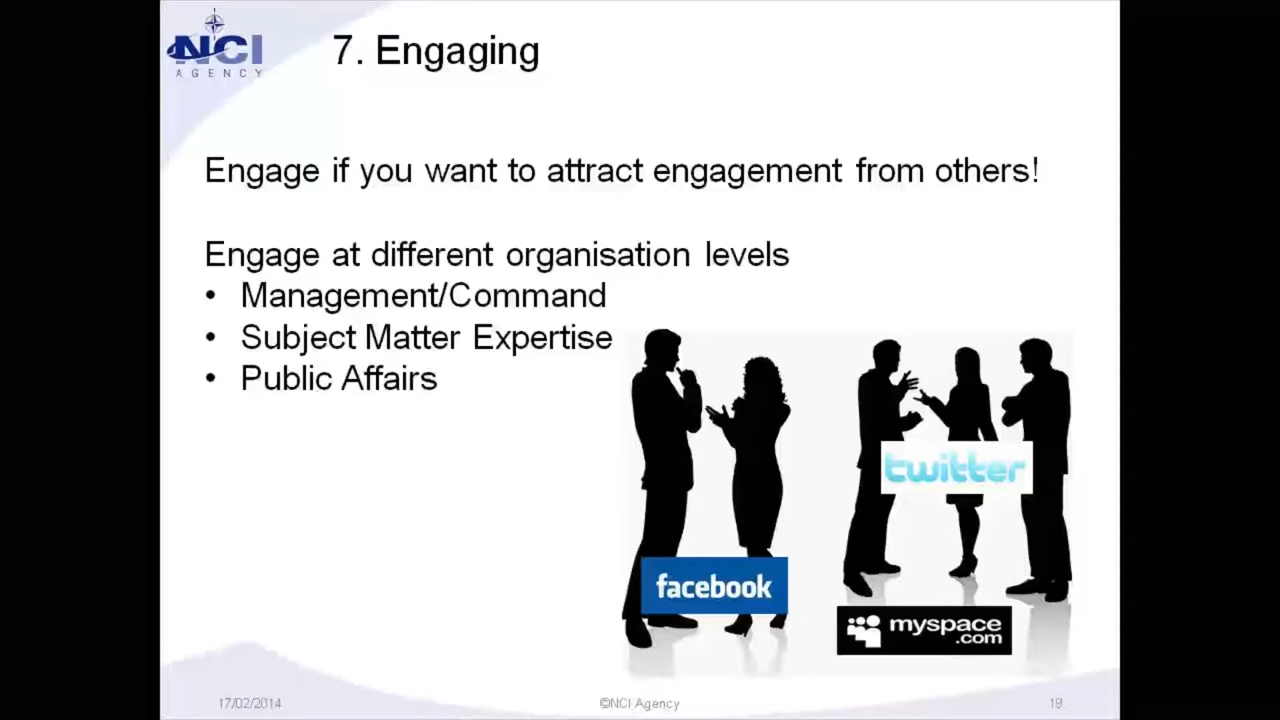 NCI
AGENCY
7. Engaging
Engage if you want to attract engagement from others!
Engage at different organisation levels
• Management/Command
• Subject Matter Expertise
• Public Affairs
twitter
facebook
myspace
.com
17/02/2014
©NCI Agency
19